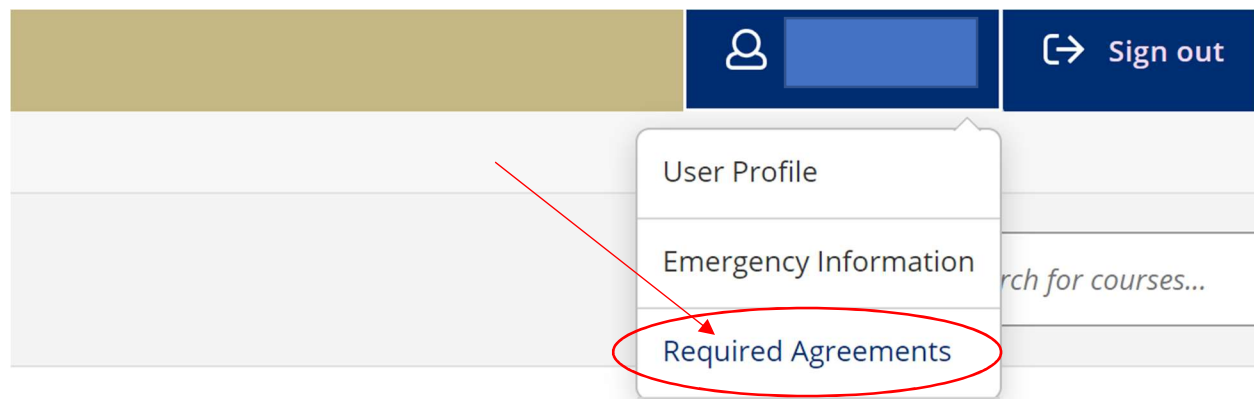 Sign out
User Profile
Emergency Information
rch for courses...
Required Agreements